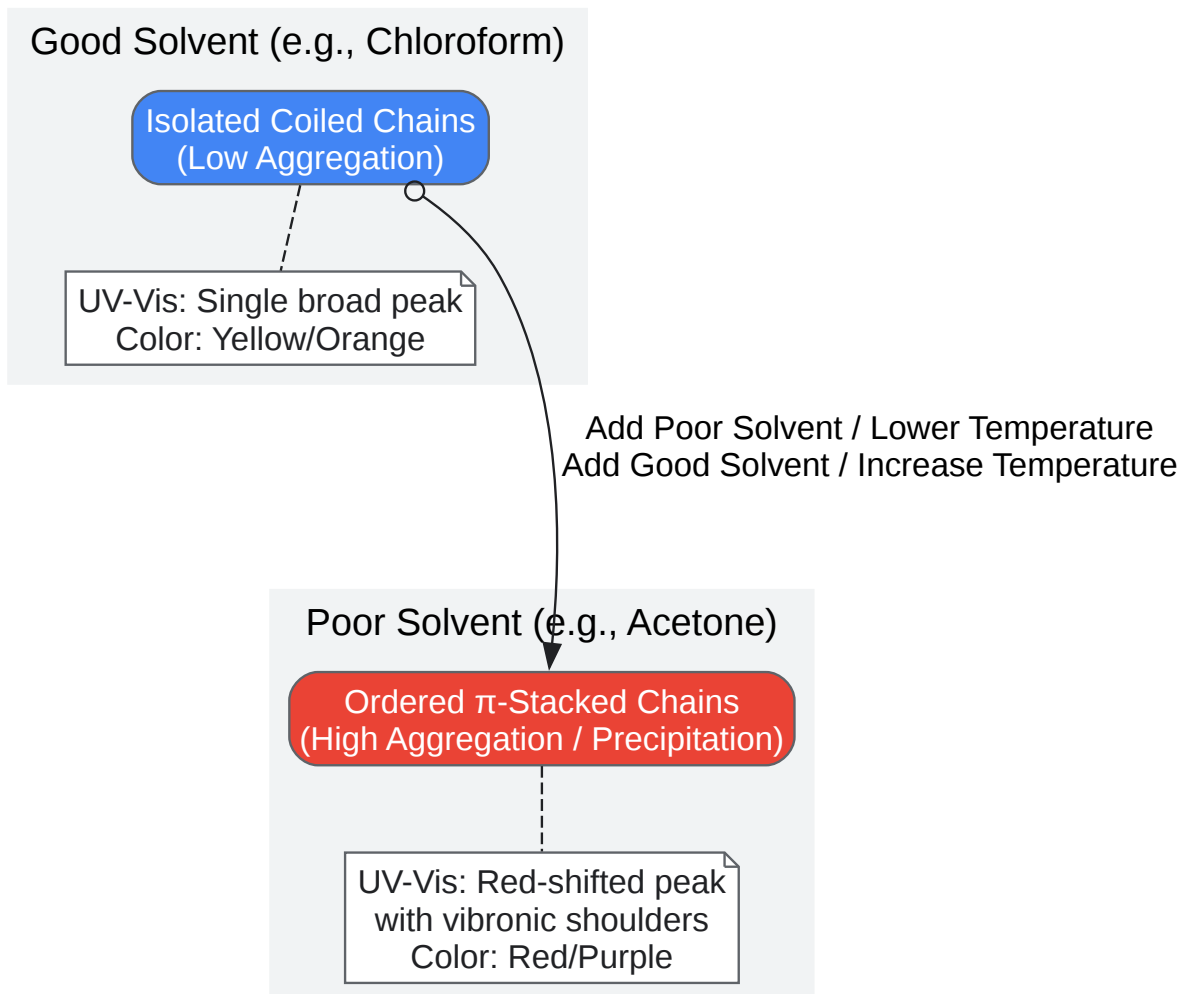 Good Solvent (e.g., Chloroform)
Isolated Coiled Chains
(Low Aggregation)
UV-Vis: Single broad peak
Color: Yellow/Orange
Add Poor Solvent / Lower Temperature
Add Good Solvent / Increase Temperature
Poor Solvent (e.g., Acetone)
Ordered π-Stacked Chains
(High Aggregation / Precipitation)
UV-Vis: Red-shifted peak
with vibronic shoulders
Color: Red/Purple